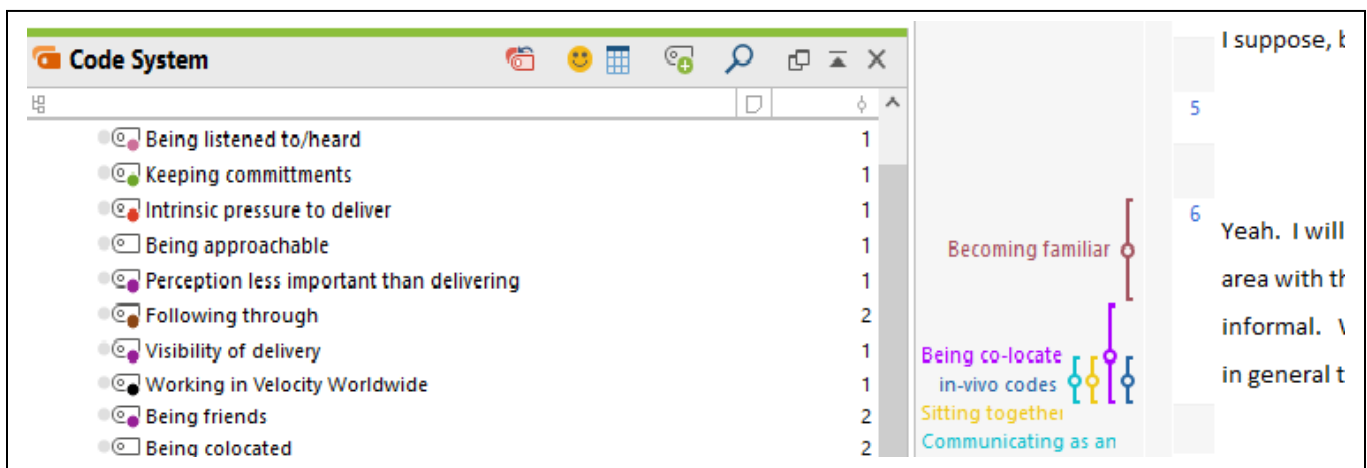 Code System
Being listened to/heard 1
Keeping committments 1
Intrinsic pressure to deliver 1
Being approachable 1
Perception less important than delivering 1
Following through 2
Visibility of delivery 1
Working in Velocity Worldwide 1
Being friends 2
Being colocated 2
Becoming familiar
Being co-locate
in-vivo codes
Sitting together
Communicating as an
I suppose, b
5
6
Yeah. I will
area with th
informal. V
in general t